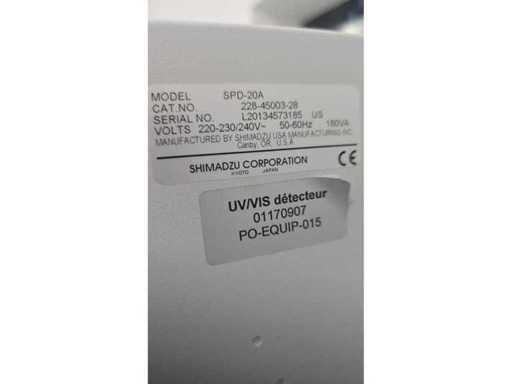 MODEL SPD-20A
CAT.NO. 228-45003-28
SERIAL NO. L20134573185 US
VOLTS 220-230/240V~ 50-60Hz 180VA
MANUFACTURED BY SHIMADZU USA MANUFACTURING INC.
Canby, OR, U.S.A
SHIMADZU CORPORATION
KYOTO JAPAN
CE
UV/VIS détecteur
01170907
PO-EQUIP-015